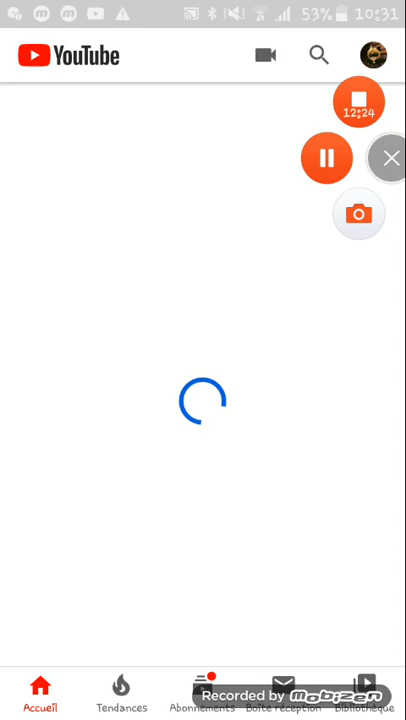 53% 10:31
YouTube
12:24
Accueil
Tendances
Abonnements
Boîte réception
Bibliothèque
Recorded by mobizen